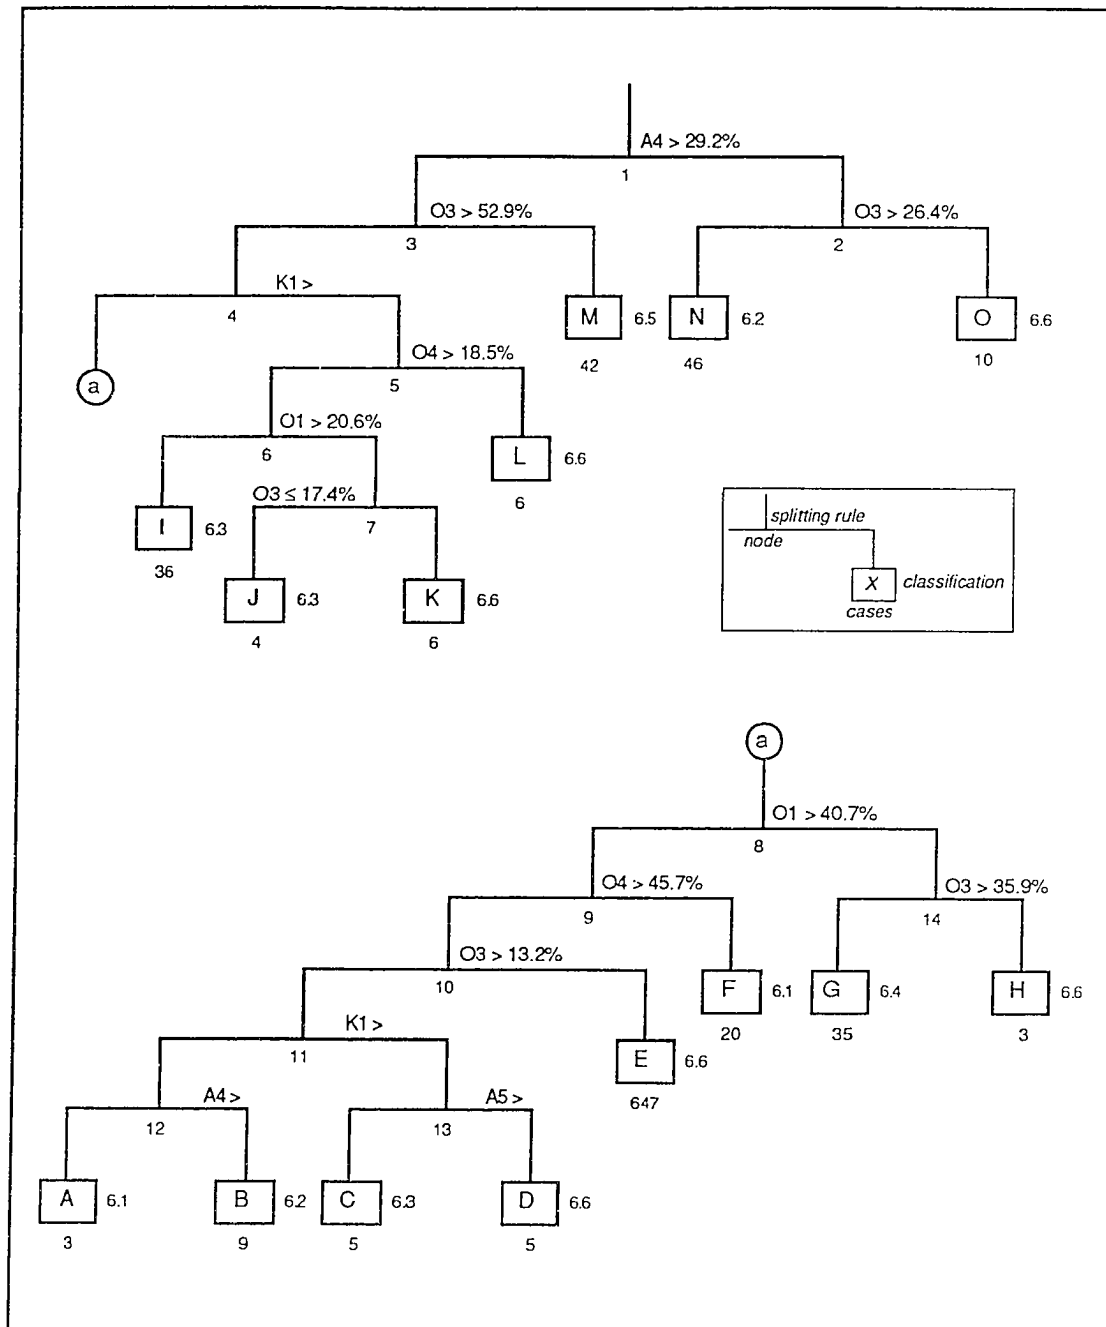 A4 > 29.2%
1
O3 > 52.9%
O3 > 26.4%
3
2
K1 >
4
M 6.5
N 6.2
O 6.6
42
46
10
O4 > 18.5%
a
5
O1 > 20.6%
6
L 6.6
6
O3 ≤ 17.4%
7
I 6.3
36
J 6.3
K 6.6
4
6
splitting rule
node
X classification
cases
a
O1 > 40.7%
8
O4 > 45.7%
O3 > 35.9%
9
14
O3 > 13.2%
10
F 6.1
G 6.4
H 6.6
20
35
3
K1 >
11
E 6.6
647
A4 >
A5 >
12
13
A 6.1
B 6.2
C 6.3
D 6.6
3
9
5
5